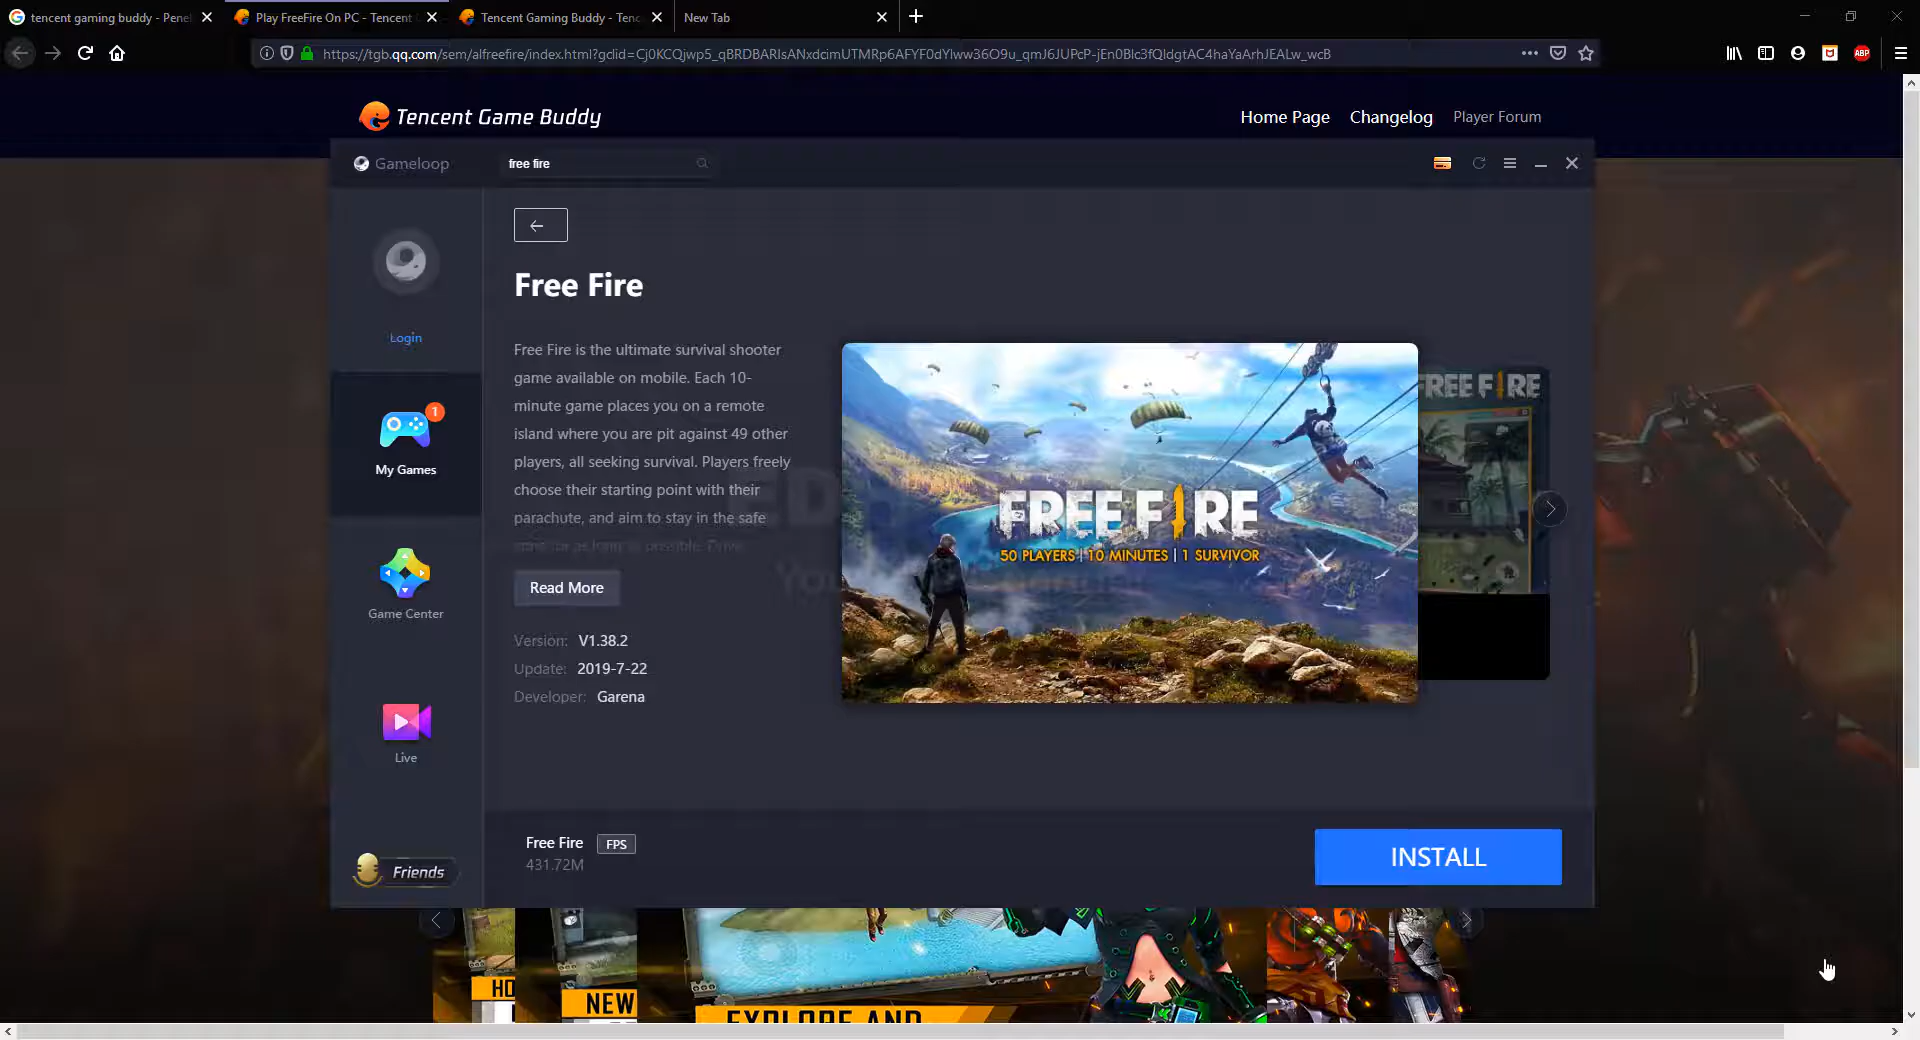 tencent gaming buddy - Pene
Play FreeFire On PC - Tencent G
Tencent Gaming Buddy - Tenc
New Tab
https://tgb.qq.com/sem/alfreefire/index.html?gclid=Cj0KCQjwp5_qBRDBARIsANxdcimUTMRp6AFYF0dYlww36O9u_qmJ6JUPcP-jEn0Blc3fQldgtAC4haYaArhJEALw_wcB
ABP
Tencent Game Buddy
Home Page
Changelog
Player Forum
Gameloop
free fire
Login
1
My Games
Game Center
Live
Friends
Free Fire
Free Fire is the ultimate survival shooter
game available on mobile. Each 10-
minute game places you on a remote
island where you are pit against 49 other
players, all seeking survival. Players freely
choose their starting point with their
parachute, and aim to stay in the safe
Read More
Version: V1.38.2
Update: 2019-7-22
Developer: Garena
FREE FIRE
50 PLAYERS | 10 MINUTES | 1 SURVIVOR
FREE FIRE
Free Fire FPS
431.72M
INSTALL
NEW
EXPLORE AND